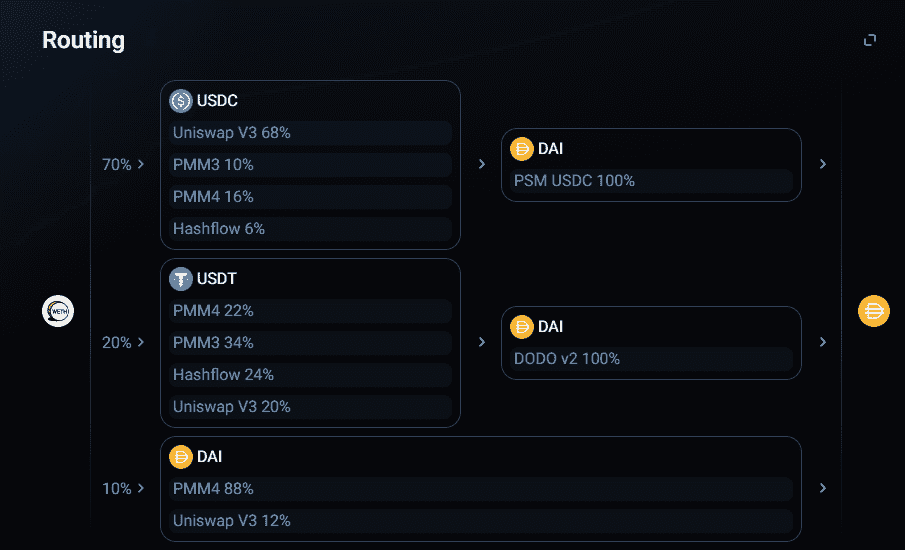 Routing
70%
USDC
Uniswap V3 68%
PMM3 10%
PMM4 16%
Hashflow 6%
DAI
PSM USDC 100%
WETH
20%
USDT
PMM4 22%
PMM3 34%
Hashflow 24%
Uniswap V3 20%
DAI
DODO v2 100%
10%
DAI
PMM4 88%
Uniswap V3 12%